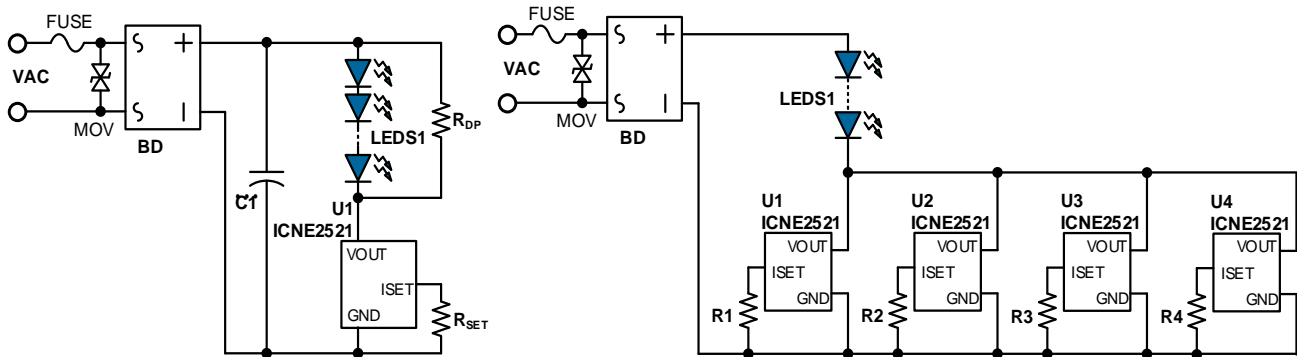 FUSE
VAC
MOV
+
BD
LEDS1
RDP
C1
U1
ICNE2521
VOUT
ISET
GND
RSET
FUSE
VAC
MOV
+
BD
LEDS1
U1
ICNE2521
VOUT
ISET
GND
R1
U2
ICNE2521
VOUT
ISET
GND
R2
U3
ICNE2521
VOUT
ISET
GND
R3
U4
ICNE2521
VOUT
ISET
GND
R4